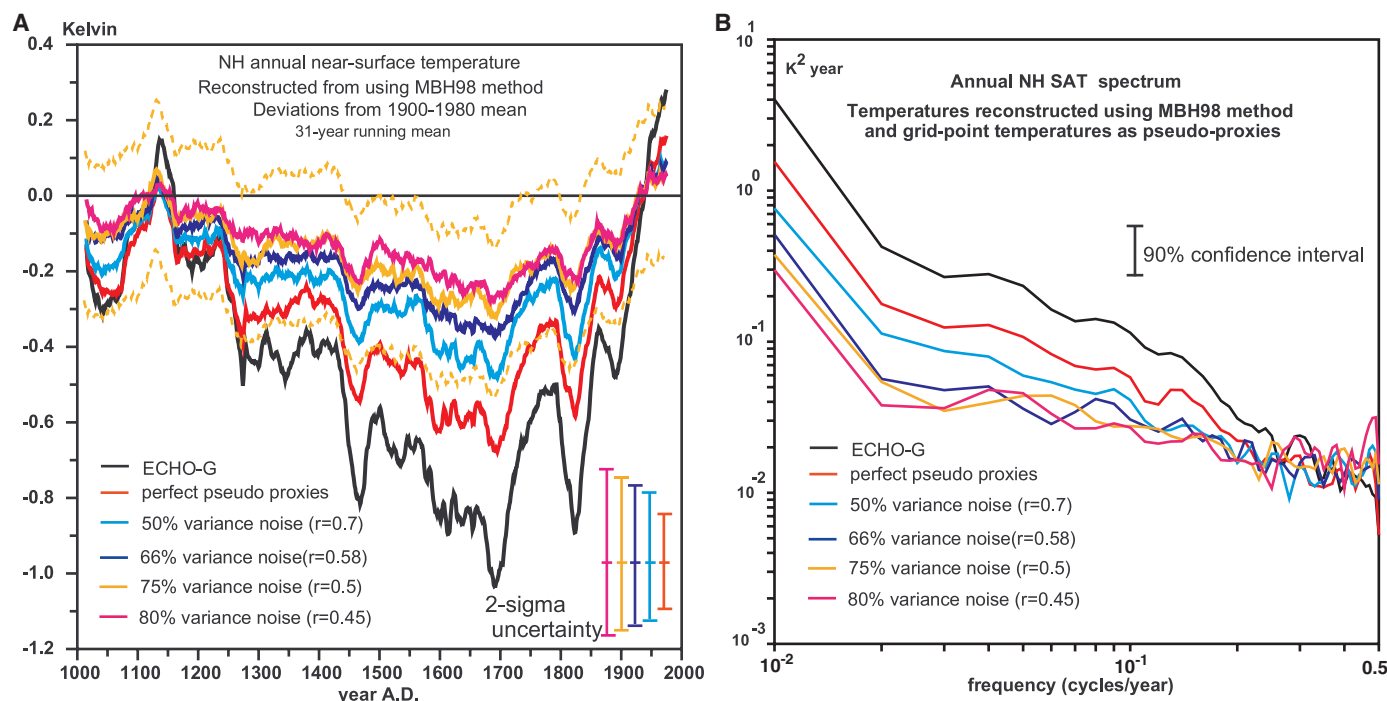 A
Kelvin
NH annual near-surface temperature
Reconstructed from using MBH98 method
Deviations from 1900-1980 mean
31-year running mean
0.4
0.2
0.0
-0.2
-0.4
-0.6
-0.8
-1.0
-1.2
ECHO-G
perfect pseudo proxies
50% variance noise (r=0.7)
66% variance noise(r=0.58)
75% variance noise (r=0.5)
80% variance noise (r=0.45)
2-sigma
uncertainty
1000 1100 1200 1300 1400 1500 1600 1700 1800 1900 2000
year A.D.
B
10^1
K^2 year
Annual NH SAT spectrum
Temperatures reconstructed using MBH98 method
and grid-point temperatures as pseudo-proxies
10^0
90% confidence interval
10^-1
10^-2
10^-3
ECHO-G
perfect pseudo proxies
50% variance noise (r=0.7)
66% variance noise(r=0.58)
75% variance noise (r=0.5)
80% variance noise (r=0.45)
10^-2 10^-1 0.5
frequency (cycles/year)